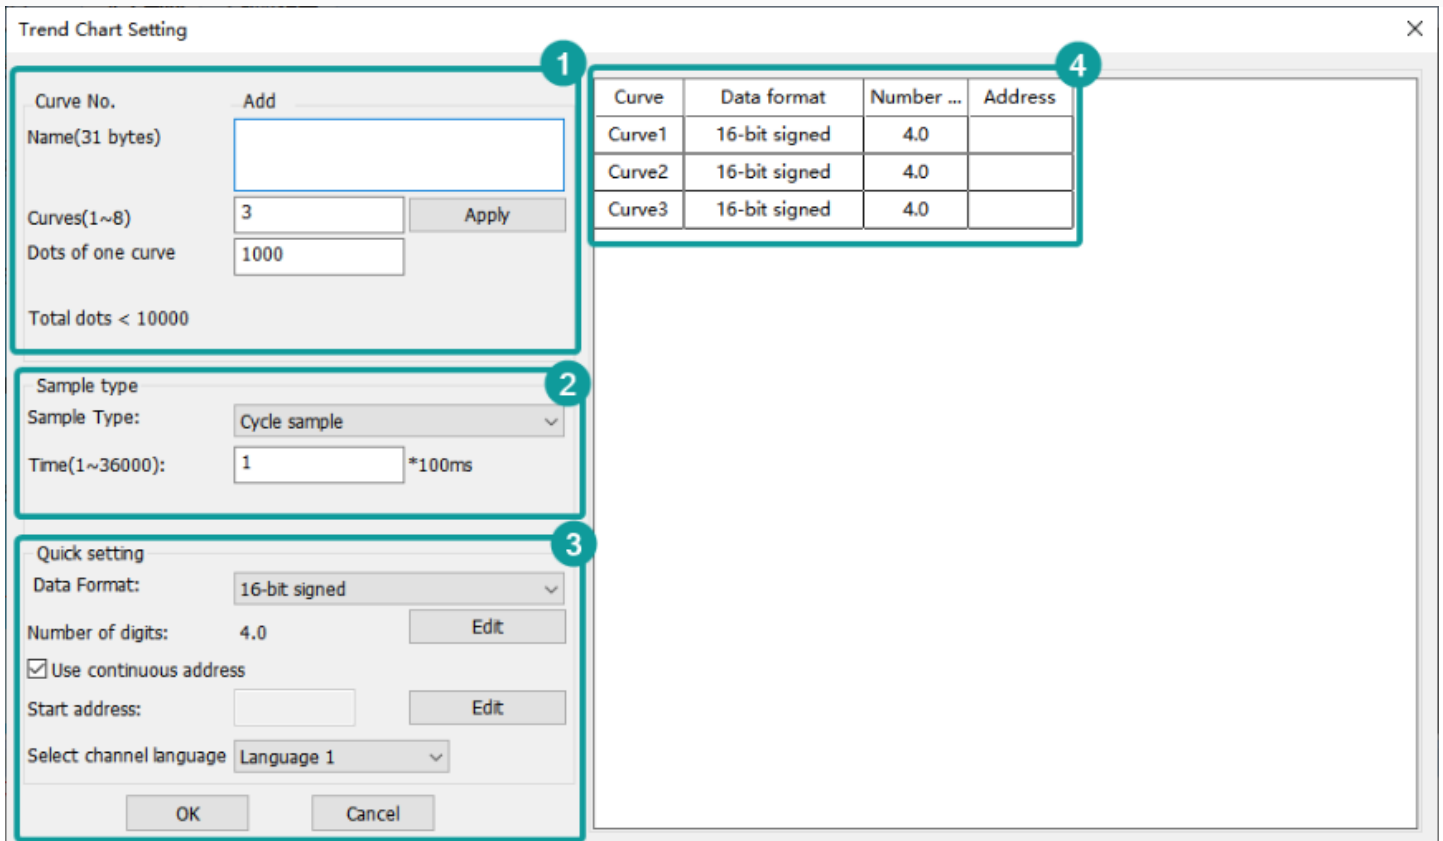 Trend Chart Setting
1
Curve No. Add
Name(31 bytes)
Curves(1~8) 3 Apply
Dots of one curve 1000
Total dots < 10000
2
Sample type
Sample Type: Cycle sample
Time(1~36000): 1 *100ms
3
Quick setting
Data Format: 16-bit signed
Number of digits: 4.0 Edit
Use continuous address
Start address: Edit
Select channel language Language 1
OK Cancel
4
Curve Data format Number ... Address
Curve1 16-bit signed 4.0
Curve2 16-bit signed 4.0
Curve3 16-bit signed 4.0